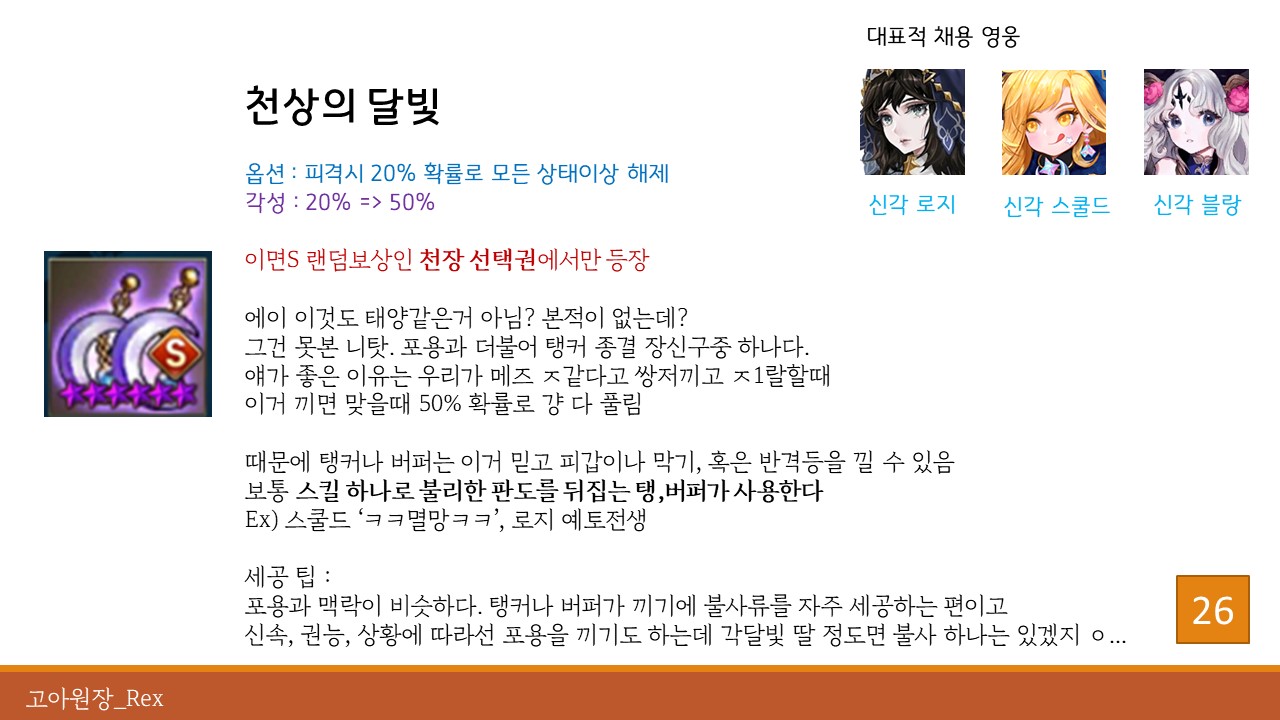 대표적 채용 영웅
천상의 달빛
옵션 : 피격시 20% 확률로 모든 상태이상 해제
각성 : 20% => 50%
신각 로지
신각 스쿨드
신각 블랑
이면S 랜덤보상인 천장 선택권에서만 등장
에이 이것도 태양같은거 아님? 본적이 없는데?
그건 못본 니탓. 포용과 더불어 탱커 종결 장신구중 하나다.
얘가 좋은 이유는 우리가 메즈 ㅈ같다고 쌍저끼고 ㅈ1랄할때
이거 끼면 맞을때 50% 확률로 걍 다 풀림
S
때문에 탱커나 버퍼는 이거 믿고 피갑이나 막기, 혹은 반격등을 낄 수 있음
보통 스킬 하나로 불리한 판도를 뒤집는 탱,버퍼가 사용한다
Ex) 스쿨드 ‘ㅋㅋ멸망ㅋㅋ’, 로지 예토전생
세공 팁 :
포용과 맥락이 비슷하다. 탱커나 버퍼가 끼기에 불사류를 자주 세공하는 편이고
신속, 권능, 상황에 따라선 포용을 끼기도 하는데 각달빛 딸 정도면 불사 하나는 있겠지 ㅇ...
26
고아원장_Rex